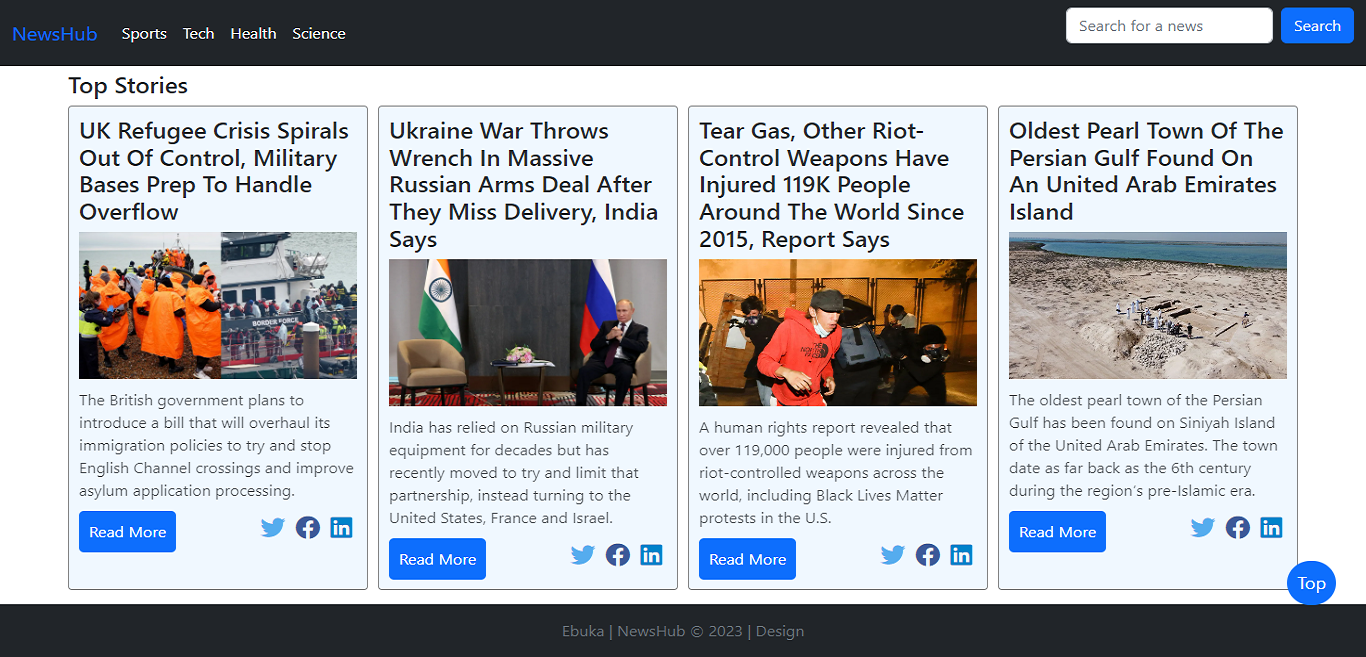 NewsHub Sports Tech Health Science Search for a news Search
Top Stories
UK Refugee Crisis Spirals
Out Of Control, Military
Bases Prep To Handle
Overflow
BORDER FORCE
The British government plans to
introduce a bill that will overhaul its
immigration policies to try and stop
English Channel crossings and improve
asylum application processing.
Read More
Ukraine War Throws
Wrench In Massive
Russian Arms Deal After
They Miss Delivery, India
Says
India has relied on Russian military
equipment for decades but has
recently moved to try and limit that
partnership, instead turning to the
United States, France and Israel.
Read More
Tear Gas, Other Riot-
Control Weapons Have
Injured 119K People
Around The World Since
2015, Report Says
THE
NORTH
FACE
A human rights report revealed that
over 119,000 people were injured from
riot-controlled weapons across the
world, including Black Lives Matter
protests in the U.S.
Read More
Oldest Pearl Town Of The
Persian Gulf Found On
An United Arab Emirates
Island
The oldest pearl town of the Persian
Gulf has been found on Siniyah Island
of the United Arab Emirates. The town
date as far back as the 6th century
during the region's pre-Islamic era.
Read More
Top
Ebuka | NewsHub © 2023 | Design